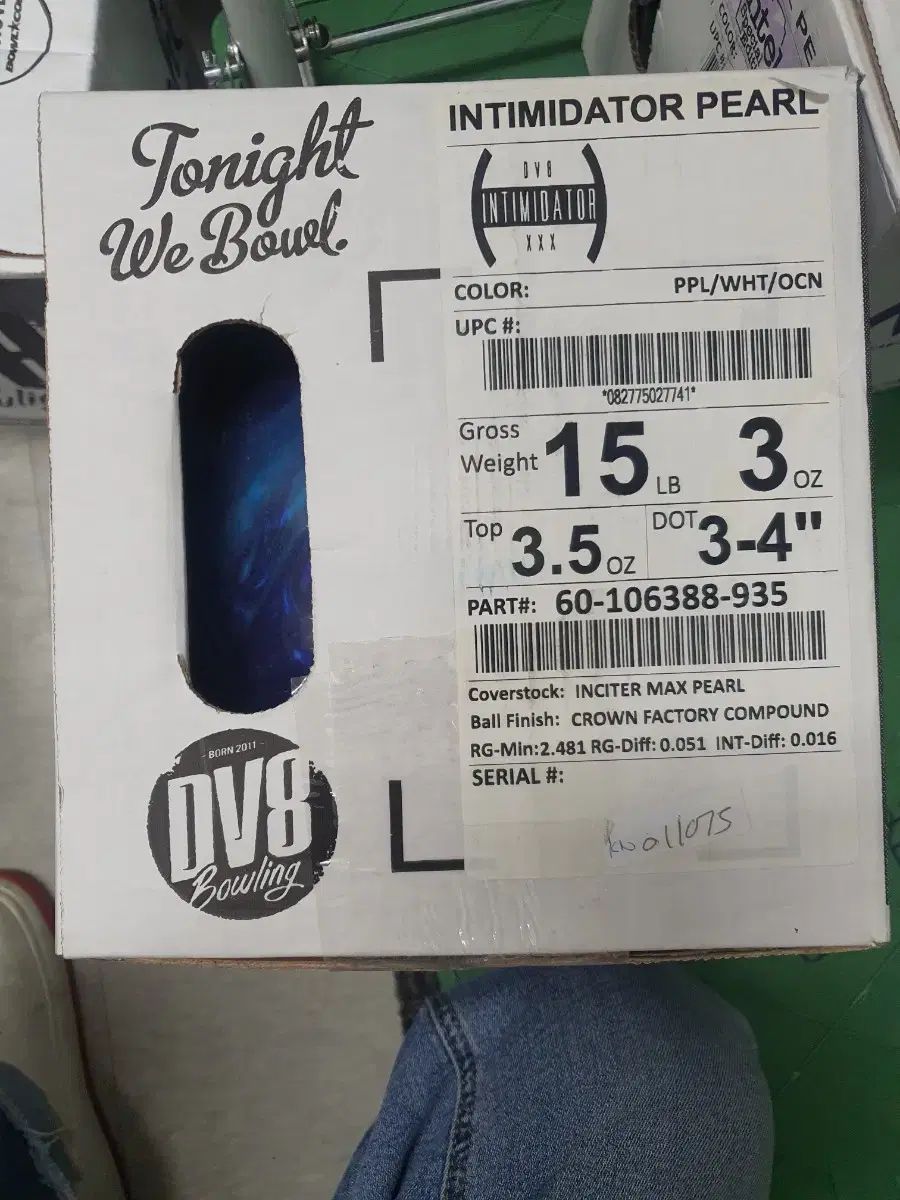 Tonight
We Bowl.
INTIMIDATOR PEARL
DV8
INTIMIDATOR
XXX
COLOR: PPL/WHT/OCN
UPC #:
*082775027741*
Gross Weight 15 LB 3 OZ
Top 3.5 OZ DOT 3-4"
PART#: 60-106388-935
Coverstock: INCITER MAX PEARL
Ball Finish: CROWN FACTORY COMPOUND
RG-Min:2.481 RG-Diff: 0.051 INT-Diff: 0.016
SERIAL #:
- BORN 2011 -
DV8
Bowling